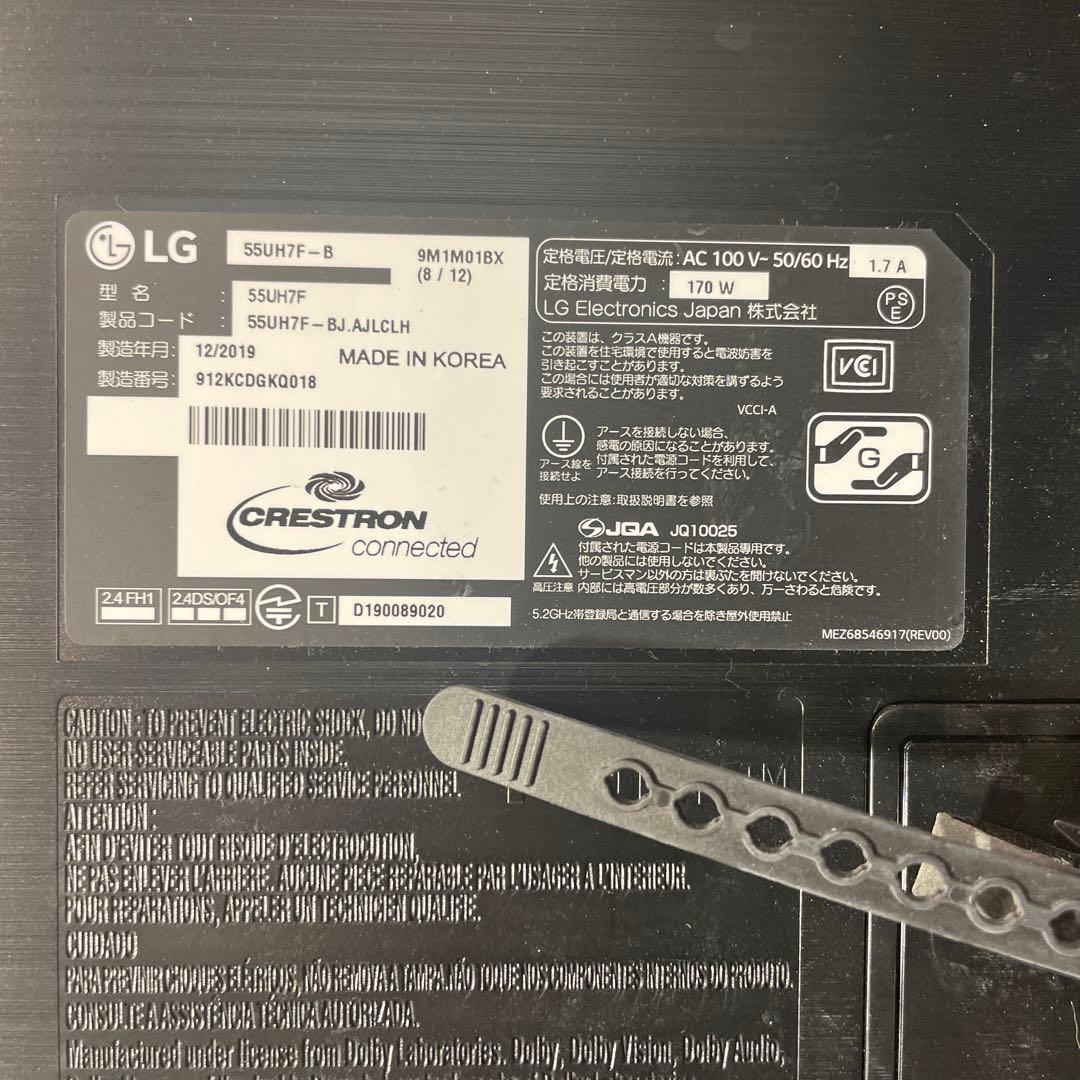 LG
55UH7F-B
9M1M01BX
(8 / 12)
型 名 : 55UH7F
製品コード : 55UH7F-BJ.AJLCLH
製造年月: 12/2019 MADE IN KOREA
製造番号: 912KCDGKQ018
CRESTRON
connected
2.4 FH1 2.4DS/OF4 T D190089020
定格電圧/定格電流: AC 100 V~ 50/60 Hz 1.7 A
定格消費電力 : 170 W
LG Electronics Japan 株式会社
PS
E
この装置は、クラスA機器です。
この装置を住宅環境で使用すると電波妨害を
引き起こすことがあります。
この場合には使用者が適切な対策を講ずるよう
要求されることがあります。
VCCI-A
VCI
アースを接続しない場合、
感電の原因になることがあります。
付属された電源コードを利用して、
アース接続を行ってください。
アース線を
接続せよ
G
使用上の注意:取扱説明書を参照
JQA JQ10025
付属された電源コードは本製品専用です。
他の製品には使用しないでください。
サービスマン以外の方は裏ぶたを開けないでください。
高圧注意 内部には高電圧部分が数多くあり、万一さわると危険です。
5.2GHz帯登録局と通信する場合を除き屋外使用禁止
MEZ68546917(REV00)
CAUTION : TO PREVENT ELECTRIC SHOCK, DO NO
NO USER SERVICEABLE PARTS INSIDE.
REFER SERVICING TO QUALIFIED SERVICE PERSONNEL.
ATTENTION :
AFIN D'EVITER TOUT RISQUE D'ELECTROCUTION,
NE PAS ENLEVER L'ARRIERE. AUCUNE PIECE REPARABLE PAR L'USAGER A L'INTERIEUR.
POUR REPARATIONS, APPELER UN TECHNICIEN QUALIFIE.
CUIDADO
PARA PREVENIR CHOQUES ELÉTRICOS, NÃO REMOVA A TAMPA. NÃO TOQUE NOS COMPONENTES INTERNOS DO PRODUTO.
CONSULTE A ASSISTÊNCIA TÉCNICA AUTORIZADA.
Manufactured under license from Dolby Laboratories. Dolby, Dolby Vision, Dolby Audio,